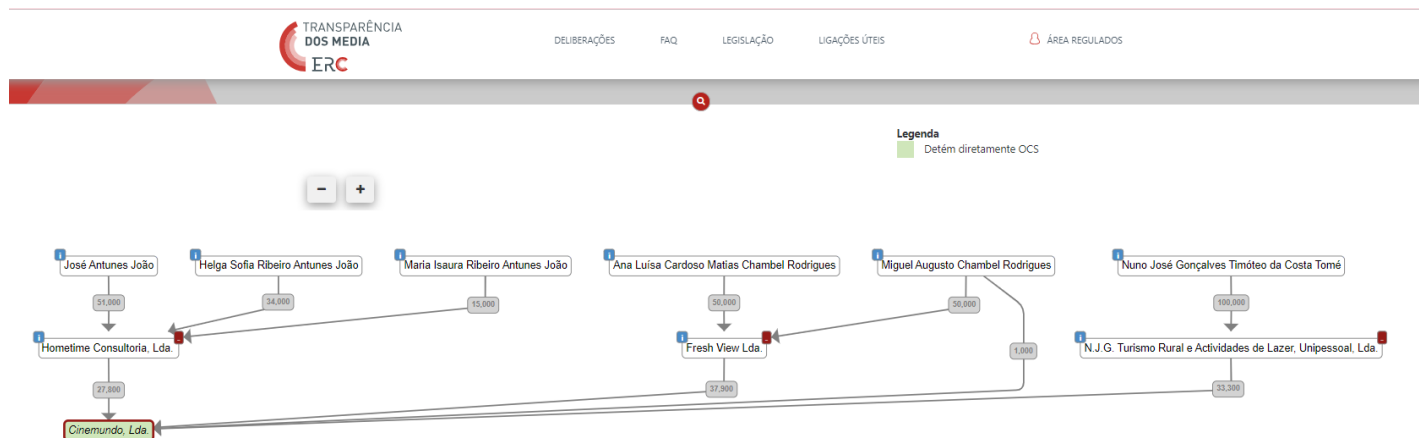 TRANSPARÊNCIA
DOS MEDIA
ERC
DELIBERAÇÕES FAQ LEGISLAÇÃO LIGAÇÕES ÚTEIS ÁREA REGULADOS
Legenda
Detém diretamente OCS
− +
i i i i i i
José Antunes João Helga Sofia Ribeiro Antunes João Maria Isaura Ribeiro Antunes João Ana Luísa Cardoso Matias Chambel Rodrigues Miguel Augusto Chambel Rodrigues Nuno José Gonçalves Timóteo da Costa Tomé
51,000 34,000 15,000 50,000 50,000 100,000
i - i - i -
Hometime Consultoria, Lda. Fresh View Lda. 1,000 N.J.G. Turismo Rural e Actividades de Lazer, Unipessoal, Lda.
27,800 37,900 33,300
Cinemundo, Lda.